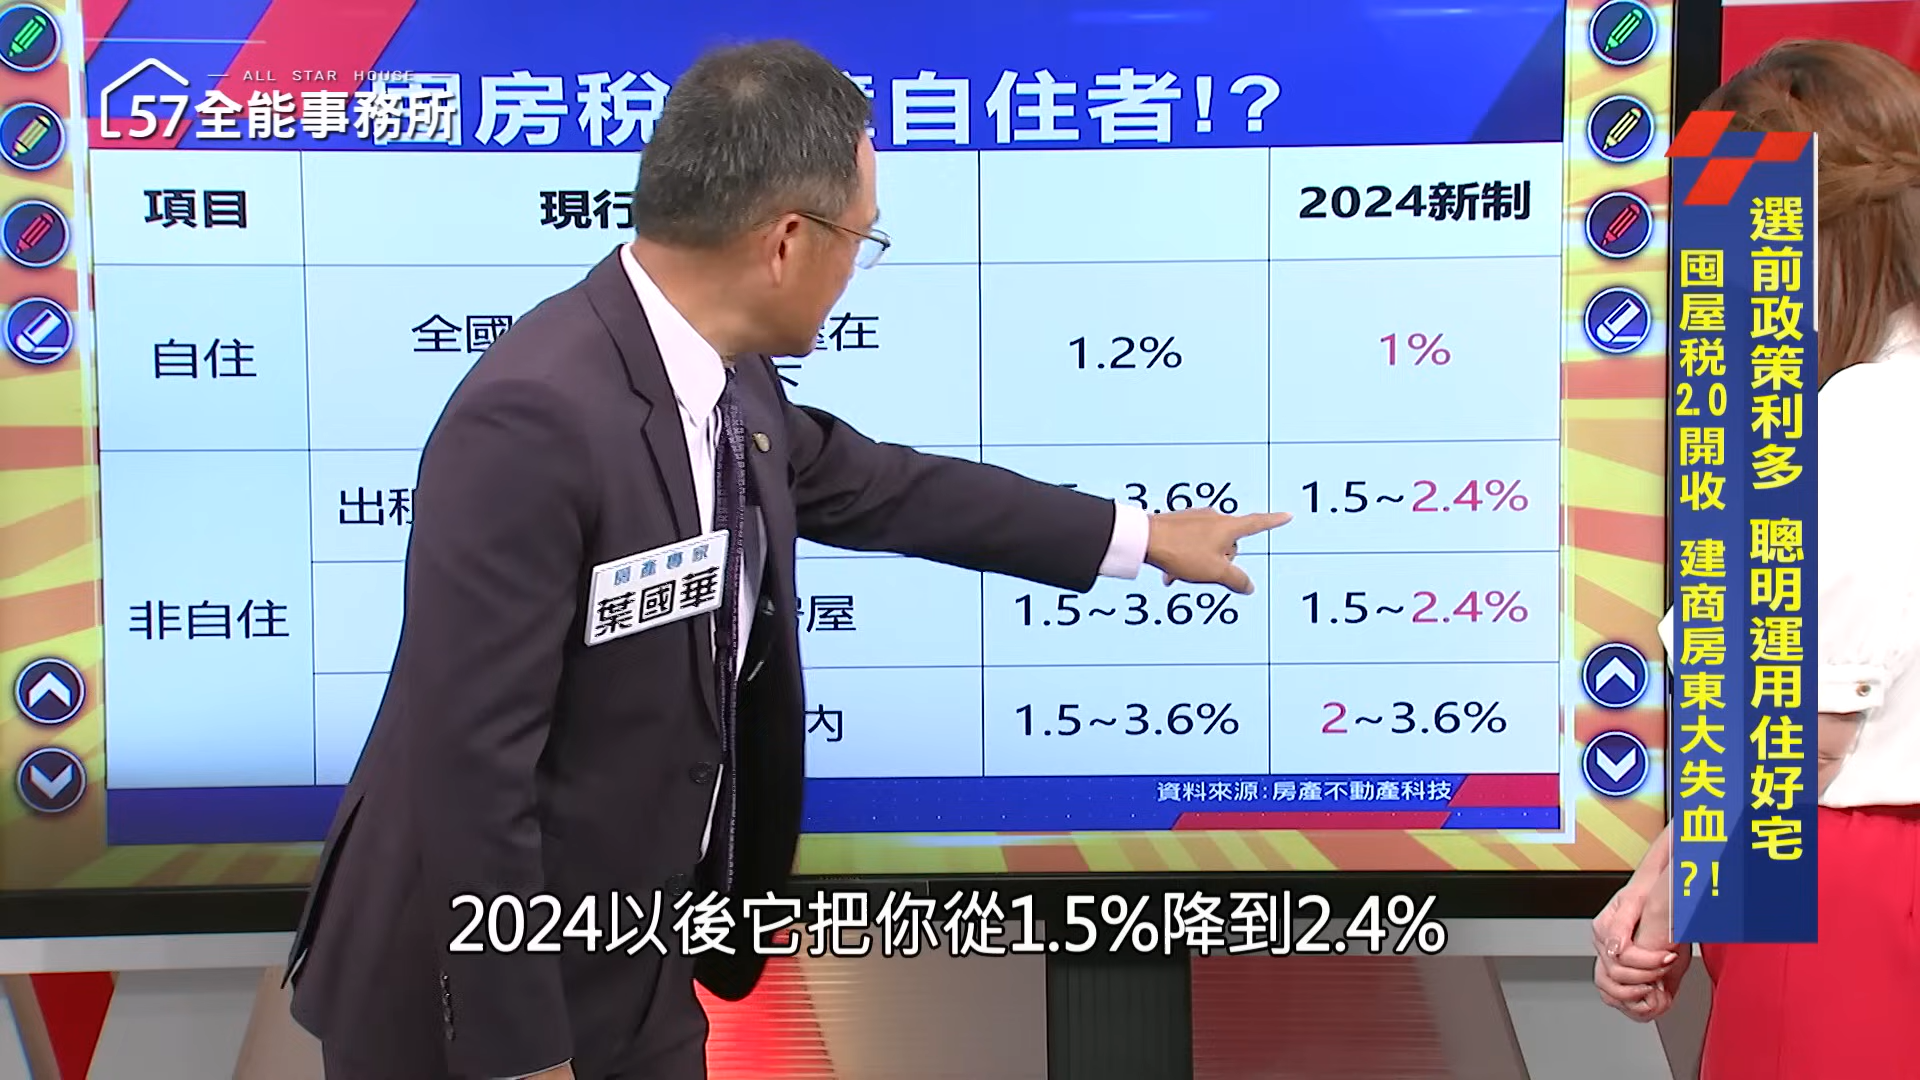 ALL STAR HOUSE
57全能事務所
房稅
自住者!?
項目
現行
2024新制
自住
全國
在
1.2%
1%
非自住
出租
3.6%
1.5~2.4%
屋
1.5~3.6%
1.5~2.4%
內
1.5~3.6%
2~3.6%
資料來源:房產不動產科技
房產專家
葉國華
選前政策利多 聰明運用住好宅
囤屋稅2.0開收 建商房東大失血?!
2024以後它把你從1.5%降到2.4%